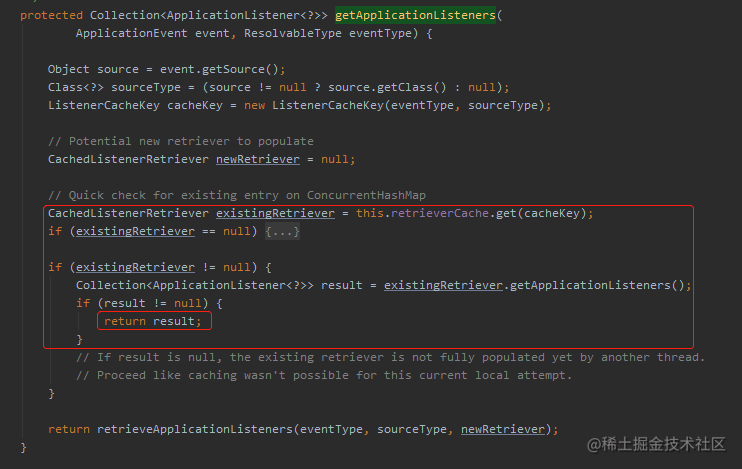 protected Collection<ApplicationListener<?>> getApplicationListeners(
ApplicationEvent event, ResolvableType eventType) {
Object source = event.getSource();
Class<?> sourceType = (source != null ? source.getClass() : null);
ListenerCacheKey cacheKey = new ListenerCacheKey(eventType, sourceType);
// Potential new retriever to populate
CachedListenerRetriever newRetriever = null;
// Quick check for existing entry on ConcurrentHashMap
CachedListenerRetriever existingRetriever = this.retrieverCache.get(cacheKey);
if (existingRetriever == null) {...}
if (existingRetriever != null) {
Collection<ApplicationListener<?>> result = existingRetriever.getApplicationListeners();
if (result != null) {
return result;
}
// If result is null, the existing retriever is not fully populated yet by another thread.
// Proceed like caching wasn't possible for this current local attempt.
}
return retrieveApplicationListeners(eventType, sourceType, newRetriever);
}
@稀土掘金技术社区